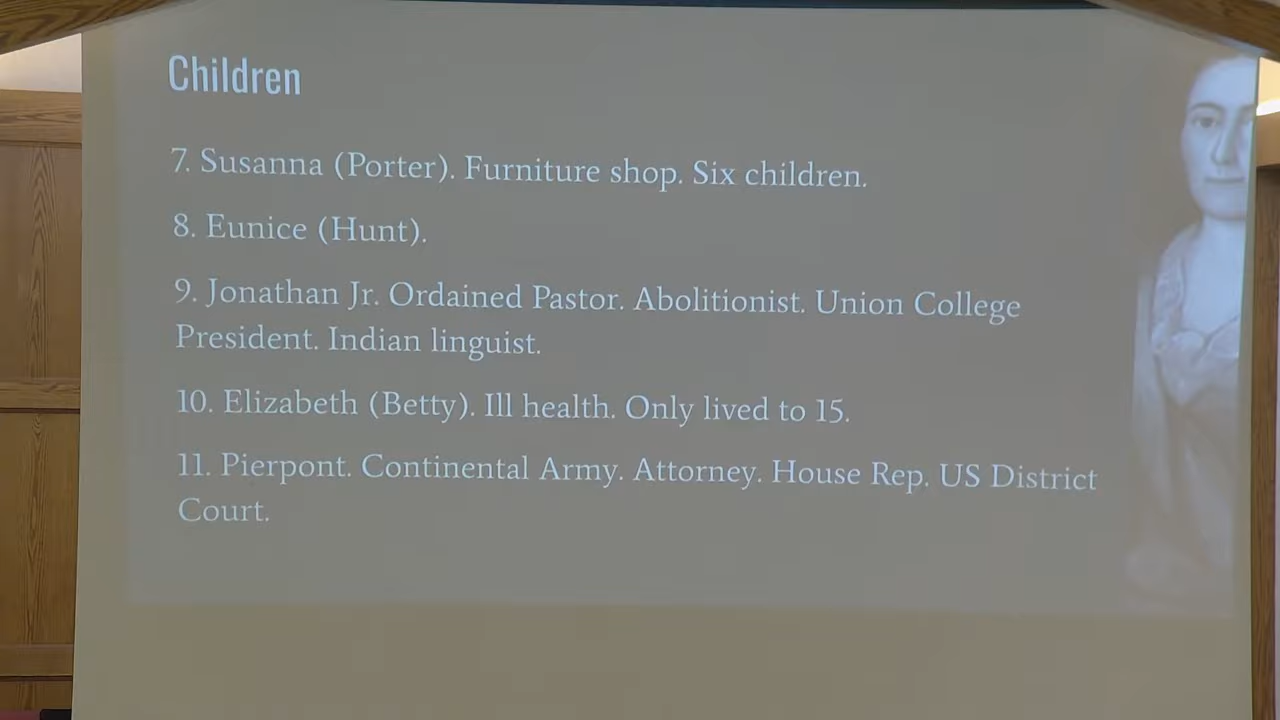 Children
7. Susanna (Porter). Furniture shop. Six children.
8. Eunice (Hunt).
9. Jonathan Jr. Ordained Pastor. Abolitionist. Union College
President. Indian linguist.
10. Elizabeth (Betty). Ill health. Only lived to 15.
11. Pierpont. Continental Army. Attorney. House Rep. US District
Court.